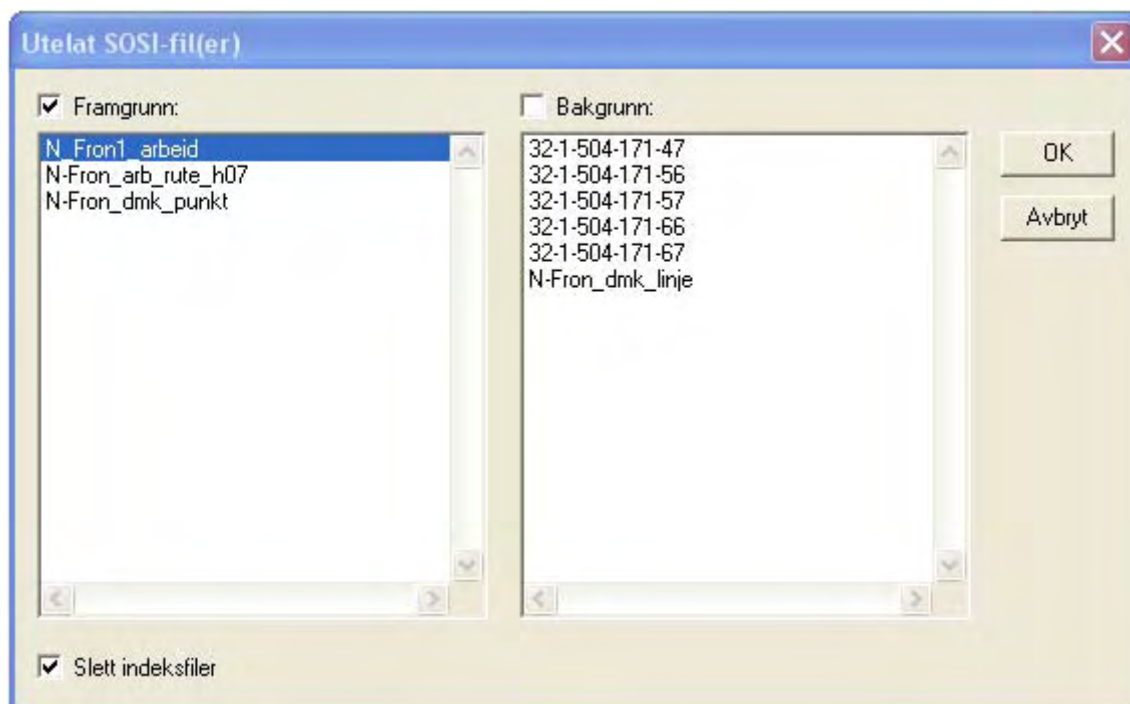 Utelat SOSI-fil(er)
Framgrunn:
N_Fron1_arbeid
N-Fron_arb_rute_h07
N-Fron_dmk_punkt
Bakgrunn:
32-1-504-171-47
32-1-504-171-56
32-1-504-171-57
32-1-504-171-66
32-1-504-171-67
N-Fron_dmk_linje
OK
Avbryt
Slett indeksfiler